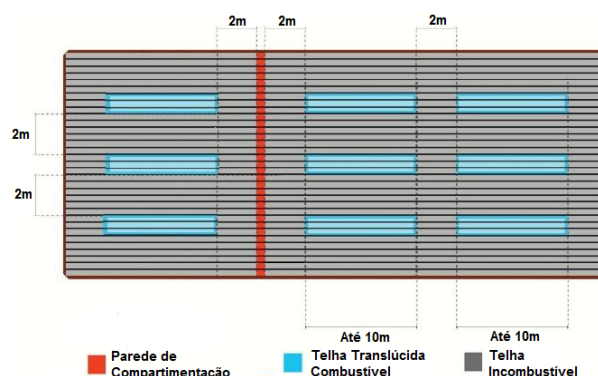 2m 2m 2m
2m
2m
Até 10m Até 10m
Parede de
Compartimentação
Telha Translúcida
Combustível
Telha
Incombustível